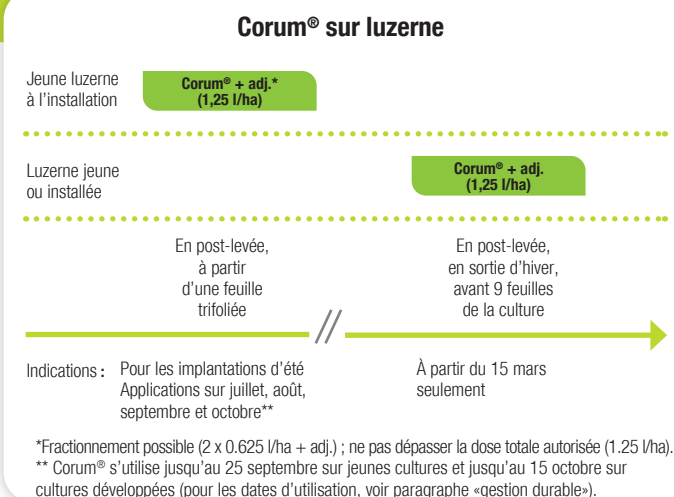 Corum® sur luzerne
Jeune luzerne
à l'installation
Corum® + adj.*
(1,25 l/ha)
Luzerne jeune
ou installée
Corum® + adj.
(1,25 l/ha)
En post-levée,
à partir
d'une feuille
trifoliée
En post-levée,
en sortie d'hiver,
avant 9 feuilles
de la culture
Indications :
Pour les implantations d'été
Applications sur juillet, août,
septembre et octobre**
À partir du 15 mars
seulement
*Fractionnement possible (2 x 0.625 l/ha + adj.) ; ne pas dépasser la dose totale autorisée (1.25 l/ha).
** Corum® s'utilise jusqu'au 25 septembre sur jeunes cultures et jusqu'au 15 octobre sur
cultures développées (pour les dates d'utilisation, voir paragraphe «gestion durable»).